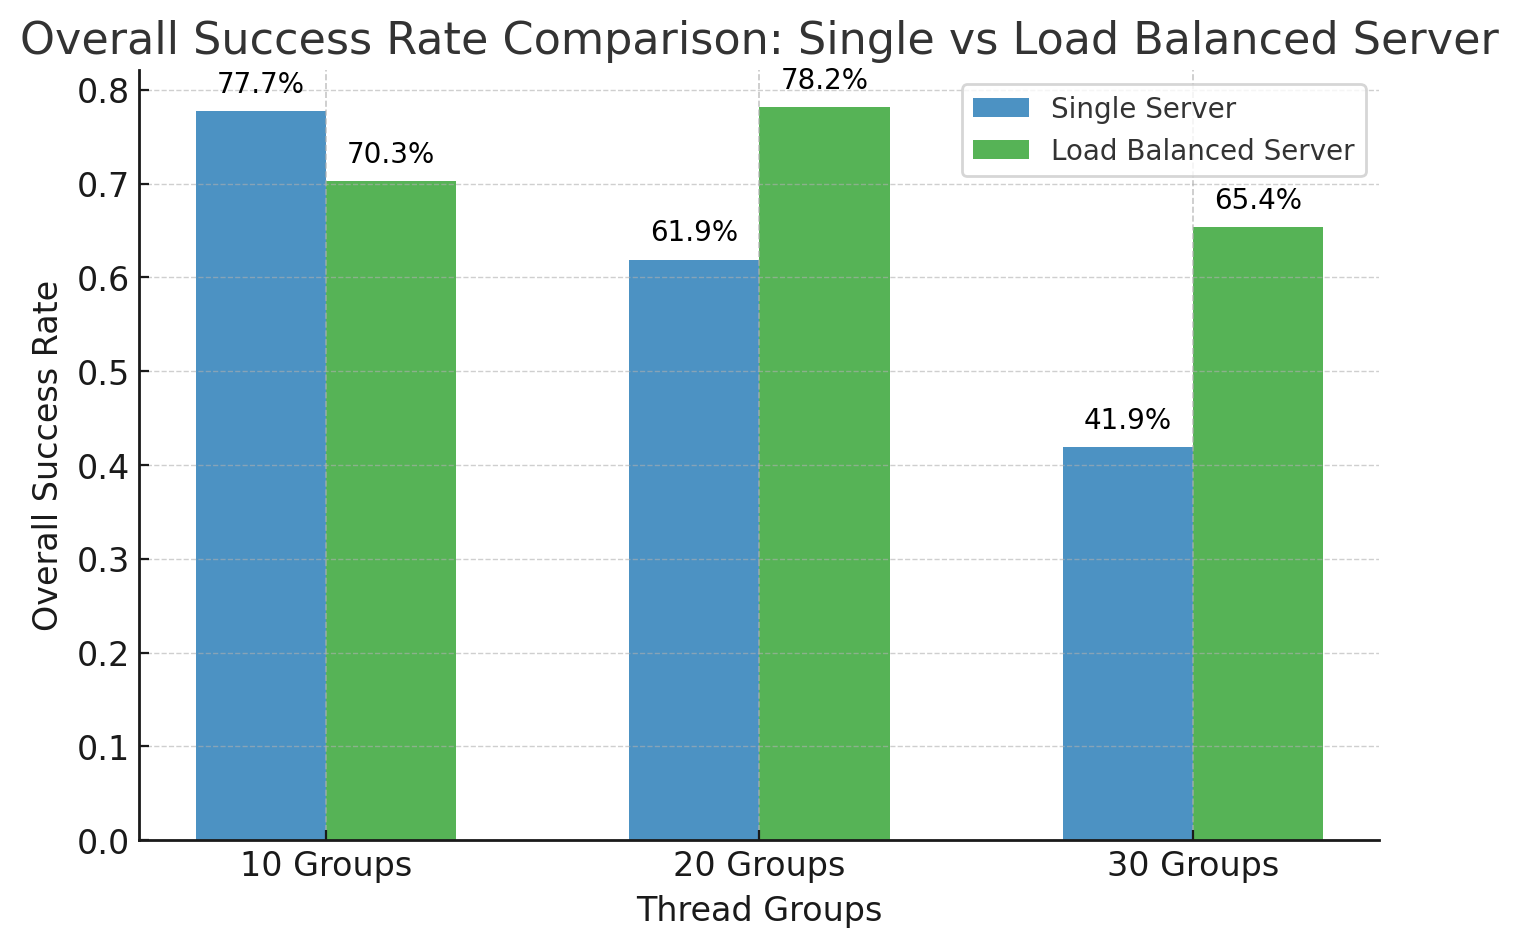 Overall Success Rate Comparison: Single vs Load Balanced Server
77.7%
70.3%
61.9%
78.2%
41.9%
65.4%
Single Server
Load Balanced Server
Overall Success Rate
0.8
0.7
0.6
0.5
0.4
0.3
0.2
0.1
0.0
10 Groups
20 Groups
30 Groups
Thread Groups